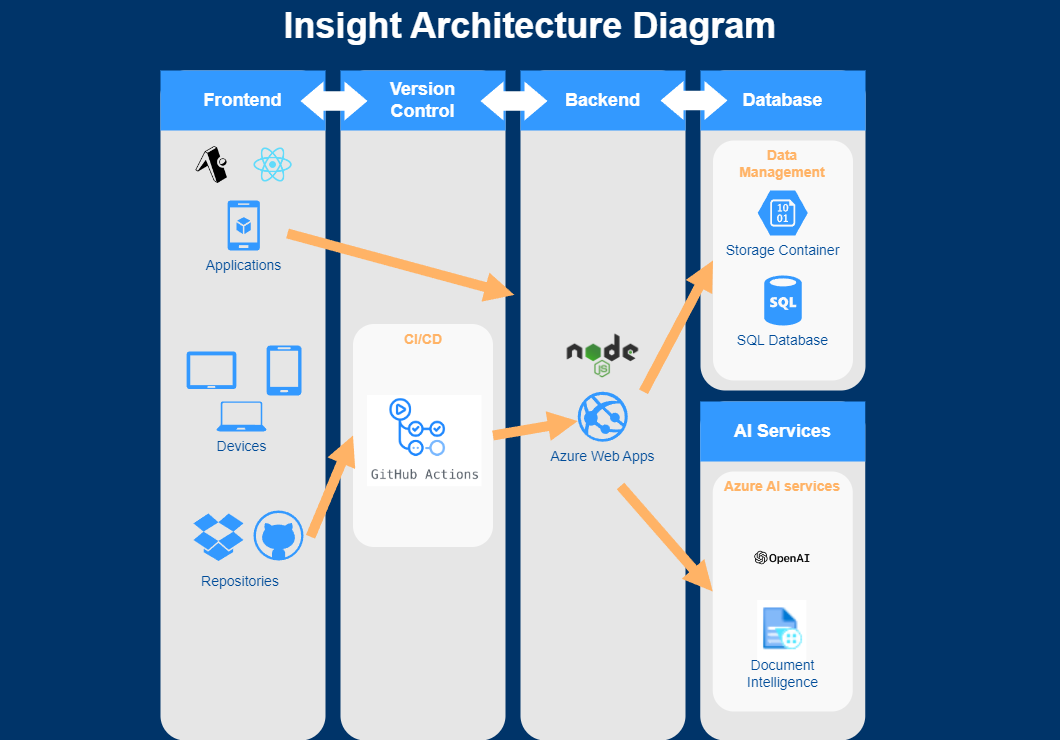 Insight Architecture Diagram
Frontend
Version
Control
Backend
Database
Applications
Devices
Repositories
CI/CD
GitHub Actions
node
JS
Azure Web Apps
Data
Management
10
01
Storage Container
SQL
SQL Database
AI Services
Azure AI services
OpenAI
Document
Intelligence